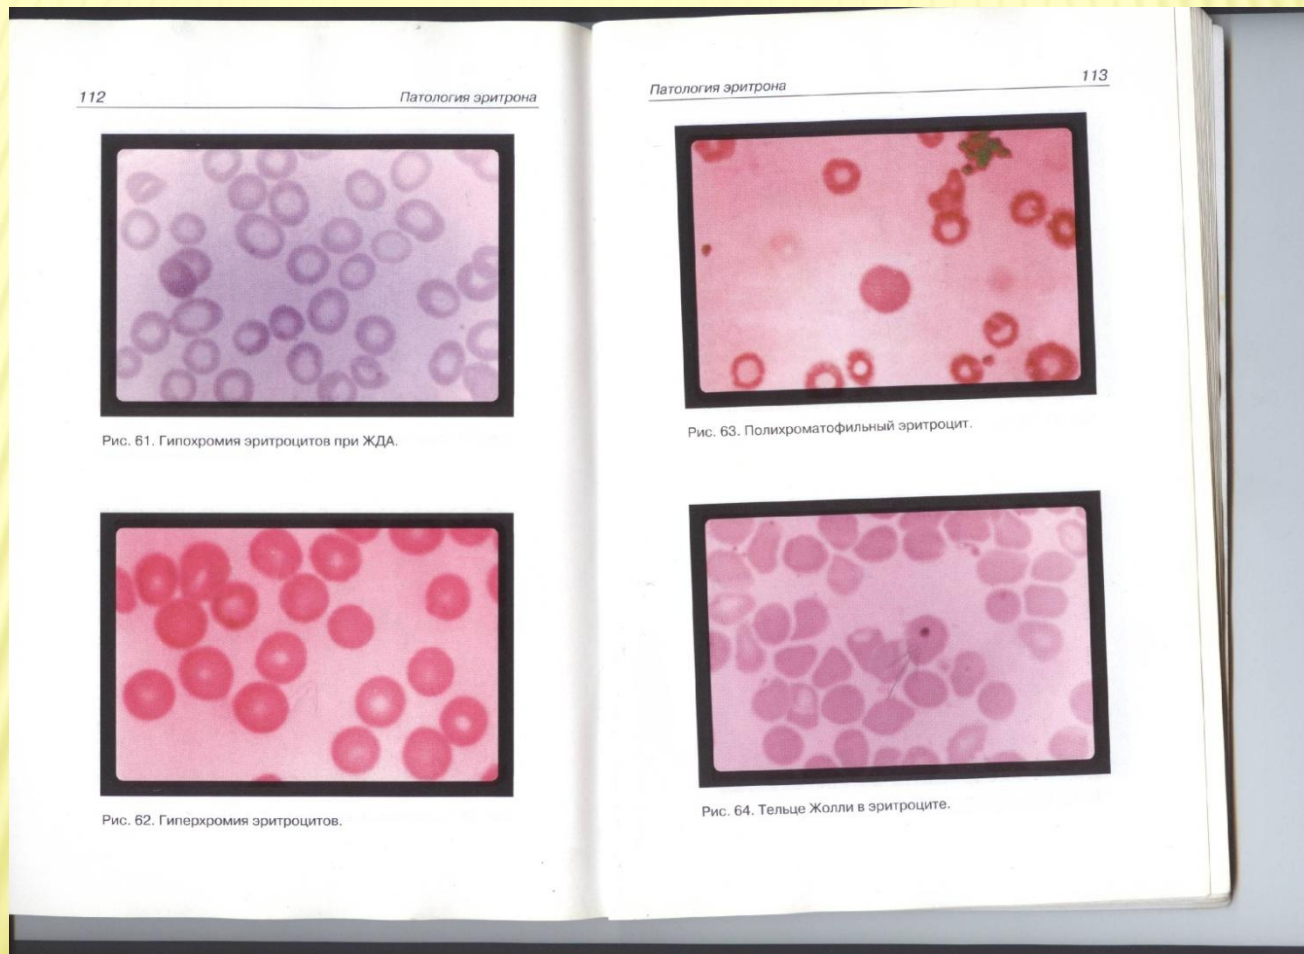 112
Патология эритрона
Рис. 61. Гипохромия эритроцитов при ЖДА.
Рис. 62. Гиперхромия эритроцитов.
Патология эритрона
113
Рис. 63. Полихроматофильный эритроцит.
Рис. 64. Тельце Жолли в эритроците.